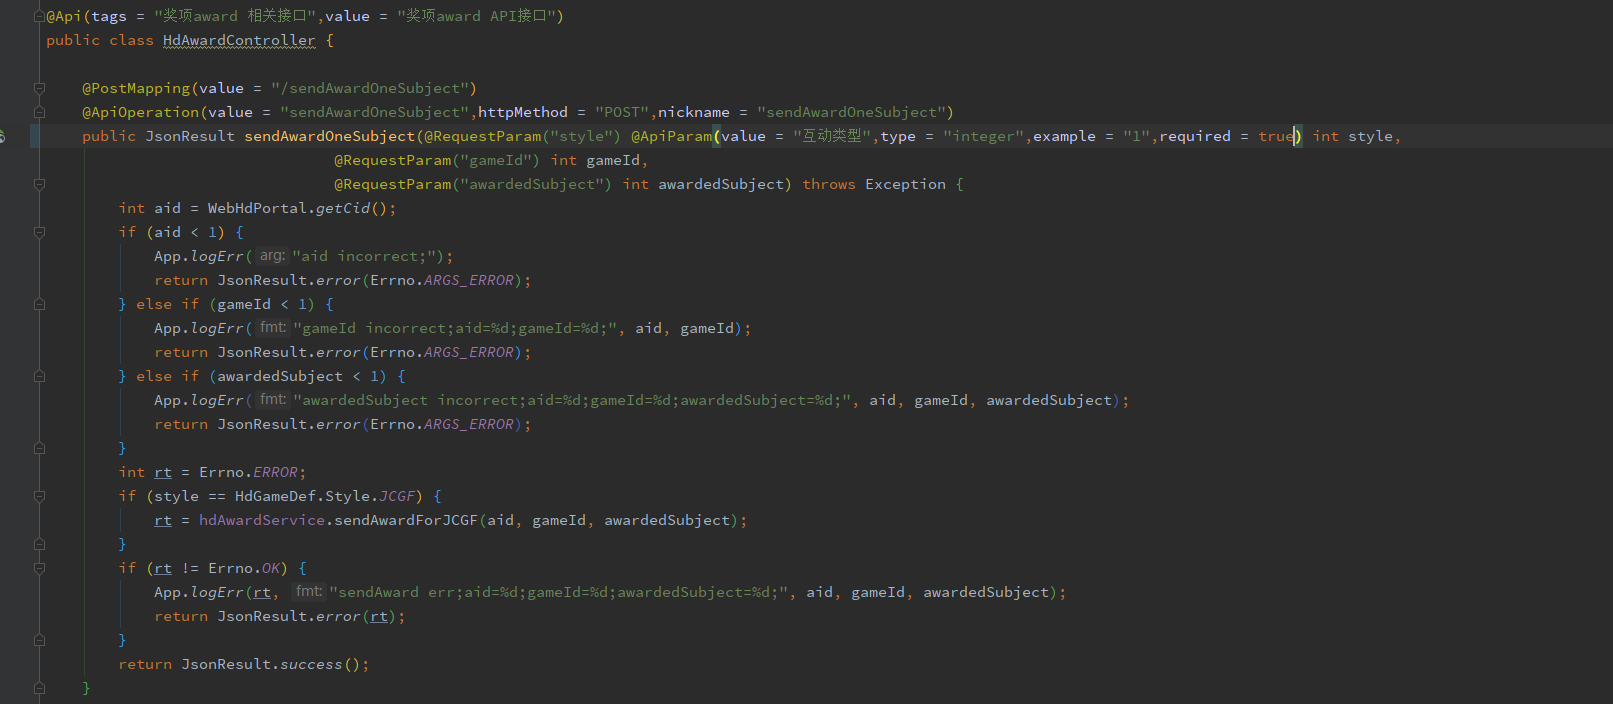 @Api(tags = "奖项award 相关接口",value = "奖项award API接口")
public class HdAwardController {
@PostMapping(value = "/sendAwardOneSubject")
@ApiOperation(value = "sendAwardOneSubject",httpMethod = "POST",nickname = "sendAwardOneSubject")
public JsonResult sendAwardOneSubject(@RequestParam("style") @ApiParam(value = "互动类型",type = "integer",example = "1",required = true) int style,
@RequestParam("gameId") int gameId,
@RequestParam("awardedSubject") int awardedSubject) throws Exception {
int aid = WebHdPortal.getCid();
if (aid < 1) {
App.logErr( arg: "aid incorrect;");
return JsonResult.error(Errno.ARGS_ERROR);
} else if (gameId < 1) {
App.logErr( fmt: "gameId incorrect;aid=%d;gameId=%d;", aid, gameId);
return JsonResult.error(Errno.ARGS_ERROR);
} else if (awardedSubject < 1) {
App.logErr( fmt: "awardedSubject incorrect;aid=%d;gameId=%d;awardedSubject=%d;", aid, gameId, awardedSubject);
return JsonResult.error(Errno.ARGS_ERROR);
}
int rt = Errno.ERROR;
if (style == HdGameDef.Style.JCGF) {
rt = hdAwardService.sendAwardForJCGF(aid, gameId, awardedSubject);
}
if (rt != Errno.OK) {
App.logErr(rt, fmt: "sendAward err;aid=%d;gameId=%d;awardedSubject=%d;", aid, gameId, awardedSubject);
return JsonResult.error(rt);
}
return JsonResult.success();
}